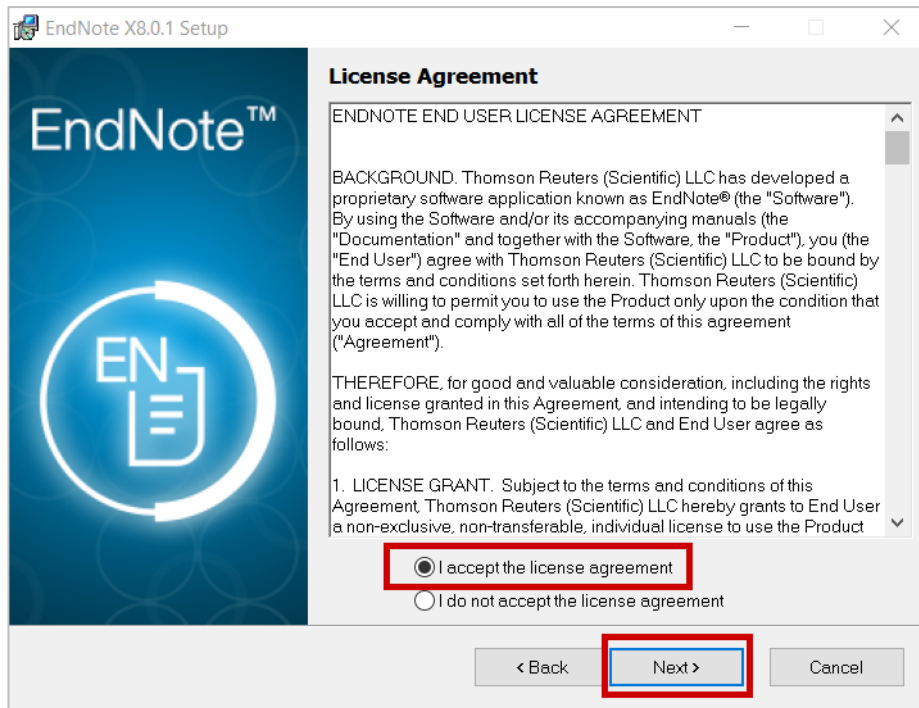 EndNote X8.0.1 Setup
EndNote™
EN
License Agreement
ENDNOTE END USER LICENSE AGREEMENT
BACKGROUND. Thomson Reuters (Scientific) LLC has developed a
proprietary software application known as EndNote® (the "Software").
By using the Software and/or its accompanying manuals (the
"Documentation" and together with the Software, the "Product"), you (the
"End User") agree with Thomson Reuters (Scientific) LLC to be bound by
the terms and conditions set forth herein. Thomson Reuters (Scientific)
LLC is willing to permit you to use the Product only upon the condition that
you accept and comply with all of the terms of this agreement
("Agreement").
THEREFORE, for good and valuable consideration, including the rights
and license granted in this Agreement, and intending to be legally
bound, Thomson Reuters (Scientific) LLC and End User agree as
follows:
1. LICENSE GRANT. Subject to the terms and conditions of this
Agreement, Thomson Reuters (Scientific) LLC hereby grants to End User
a non-exclusive, non-transferable, individual license to use the Product
I accept the license agreement
I do not accept the license agreement
< Back
Next >
Cancel